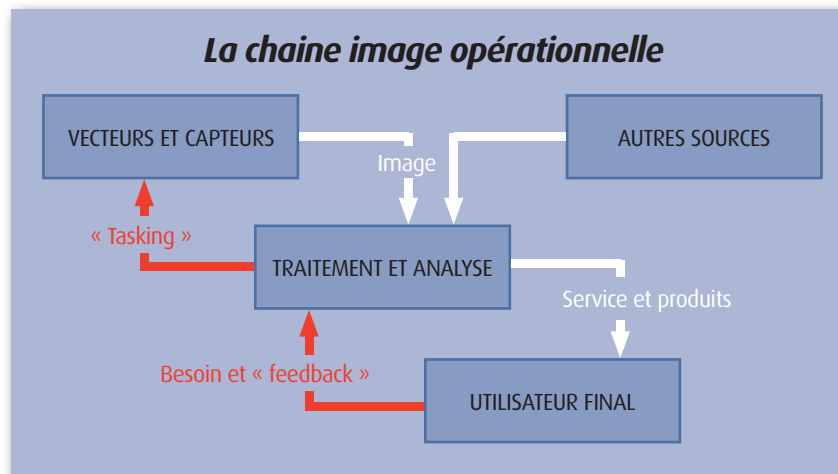 La chaine image opérationnelle
VECTEURS ET CAPTEURS
AUTRES SOURCES
Image
« Tasking »
TRAITEMENT ET ANALYSE
Service et produits
Besoin et « feedback »
UTILISATEUR FINAL